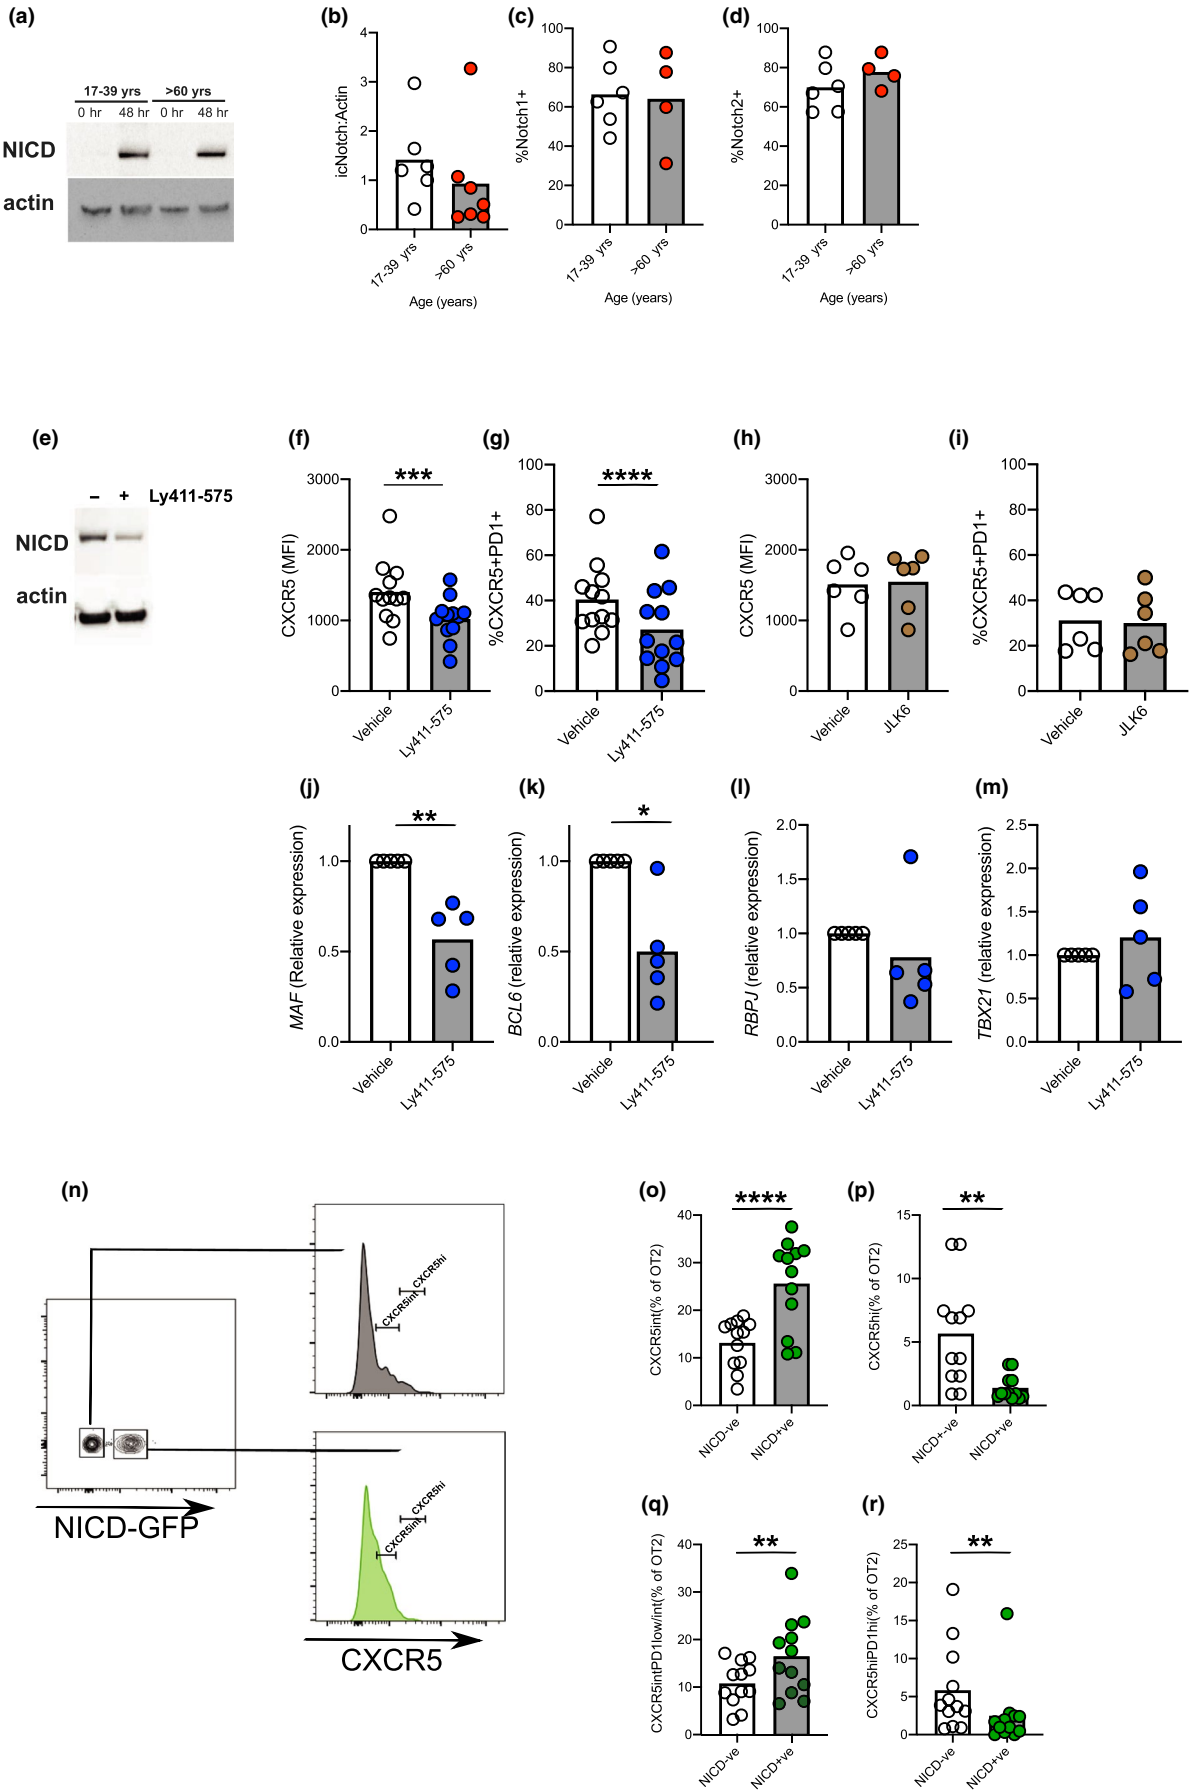 (a)
17-39 yrs >60 yrs
0 hr 48 hr 0 hr 48 hr
NICD
actin
(b)
icNotch:Actin
4
3
2
1
0
17-39 yrs
>60 yrs
Age (years)
(c)
%Notch1+
100
80
60
40
20
0
17-39 yrs
>60 yrs
Age (years)
(d)
%Notch2+
100
80
60
40
20
0
17-39 yrs
>60 yrs
Age (years)
(e)
– + Ly411-575
NICD
actin
(f)
CXCR5 (MFI)
3000
2000
1000
0
***
Vehicle
Ly411-575
(g)
%CXCR5+PD1+
100
80
60
40
20
0
****
Vehicle
Ly411-575
(h)
CXCR5 (MFI)
3000
2000
1000
0
Vehicle
JLK6
(i)
%CXCR5+PD1+
100
80
60
40
20
0
Vehicle
JLK6
(j)
MAF (Relative expression)
1.0
0.5
0.0
**
Vehicle
Ly411-575
(k)
BCL6 (relative expression)
1.0
0.5
0.0
*
Vehicle
Ly411-575
(l)
RBPJ (relative expression)
2.0
1.5
1.0
0.5
0.0
Vehicle
Ly411-575
(m)
TBX21 (relative expression)
2.5
2.0
1.5
1.0
0.5
0.0
Vehicle
Ly411-575
(n)
CXCR5hi
CXCR5int
NICD-GFP
CXCR5hi
CXCR5int
CXCR5
(o)
CXCR5int(% of OT2)
40
30
20
10
0
****
NICD-ve
NICD+ve
(p)
CXCR5hi(% of OT2)
15
10
5
0
**
NICD+-ve
NICD+ve
(q)
CXCR5intPD1low/int(% of OT2)
40
30
20
10
0
**
NICD-ve
NICD+ve
(r)
CXCR5hiPD1hi(% of OT2)
25
20
15
10
5
0
**
NICD-ve
NICD+ve